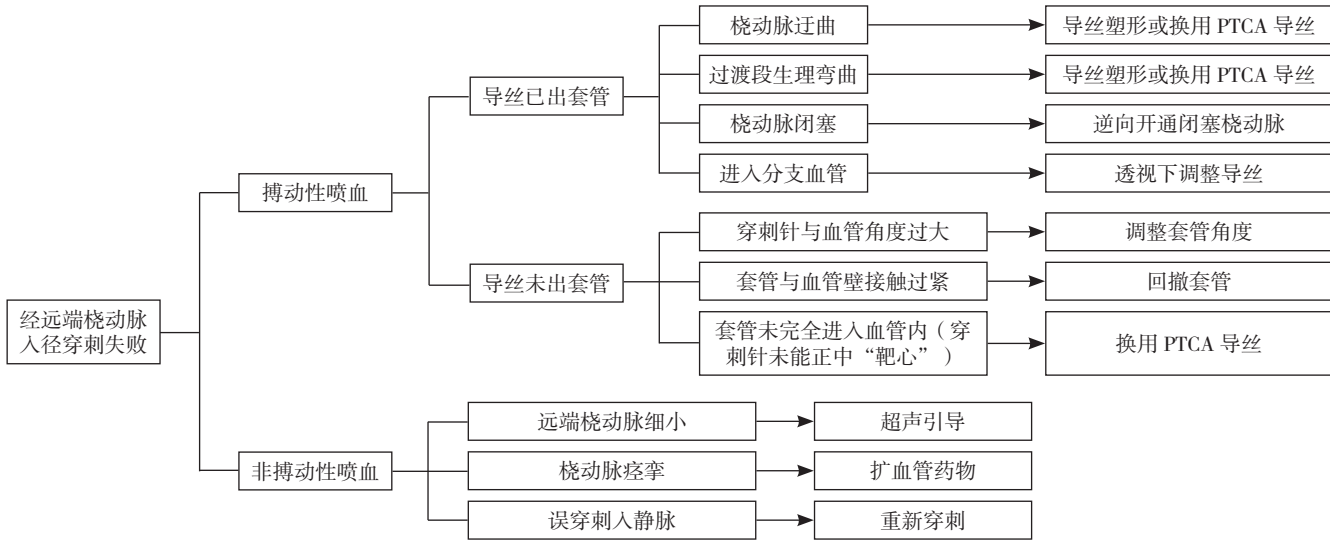 桡动脉迂曲
导丝塑形或换用 PTCA 导丝
过渡段生理弯曲
导丝塑形或换用 PTCA 导丝
导丝已出套管
桡动脉闭塞
逆向开通闭塞桡动脉
进入分支血管
透视下调整导丝
搏动性喷血
穿刺针与血管角度过大
调整套管角度
导丝未出套管
套管与血管壁接触过紧
回撤套管
经远端桡动脉
入径穿刺失败
套管未完全进入血管内（穿
刺针未能正中“靶心”）
换用 PTCA 导丝
远端桡动脉细小
超声引导
非搏动性喷血
桡动脉痉挛
扩血管药物
误穿刺入静脉
重新穿刺